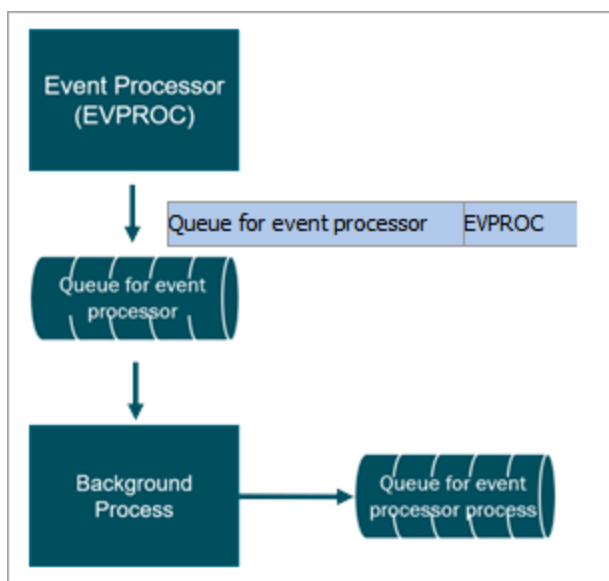 Event Processor
(EVPROC)
Queue for event processor EVPROC
Queue for event
processor
Background
Process
Queue for event
processor process